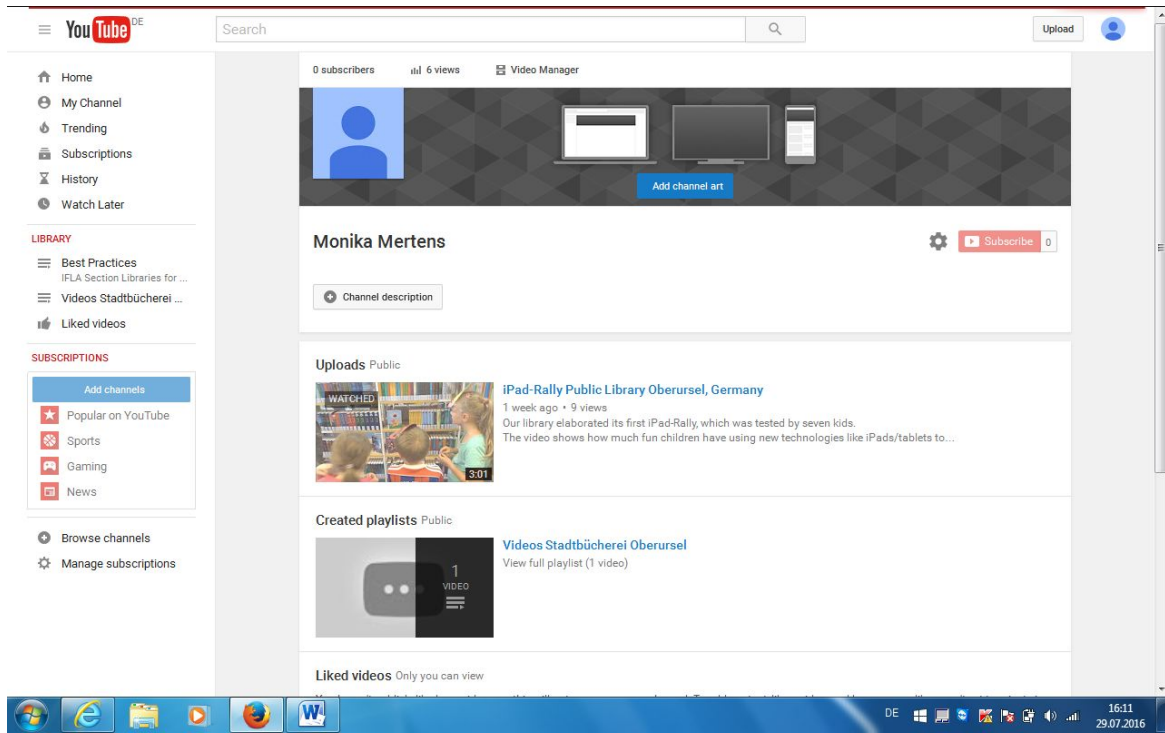 YouTube DE
Search
Upload
Home
My Channel
Trending
Subscriptions
History
Watch Later
LIBRARY
Best Practices
IFLA Section Libraries for ...
Videos Stadtbücherei ...
Liked videos
SUBSCRIPTIONS
Add channels
Popular on YouTube
Sports
Gaming
News
Browse channels
Manage subscriptions
0 subscribers 6 views Video Manager
Add channel art
Monika Mertens
Subscribe 0
Channel description
Uploads Public
WATCHED
3:01
iPad-Rally Public Library Oberursel, Germany
1 week ago • 9 views
Our library elaborated its first iPad-Rally, which was tested by seven kids.
The video shows how much fun children have using new technologies like iPads/tablets to...
Created playlists Public
1
VIDEO
Videos Stadtbücherei Oberursel
View full playlist (1 video)
Liked videos Only you can view
DE
16:11
29.07.2016